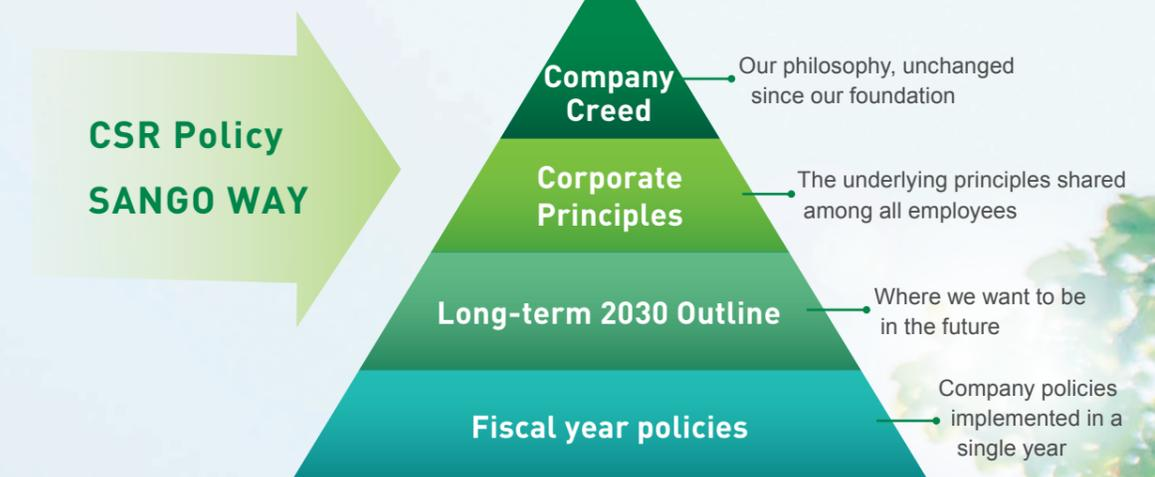 CSR Policy
SANGO WAY
Company
Creed
Our philosophy, unchanged
since our foundation
Corporate
Principles
The underlying principles shared
among all employees
Long-term 2030 Outline
Where we want to be
in the future
Fiscal year policies
Company policies
implemented in a
single year